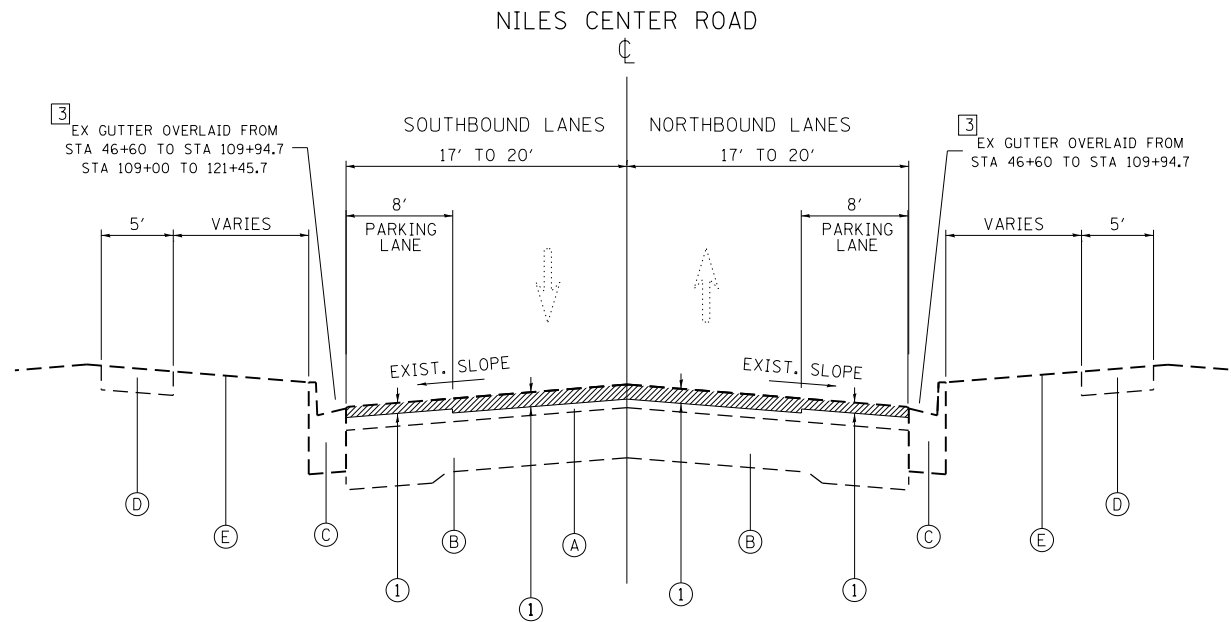 NILES CENTER ROAD
℄
3
EX GUTTER OVERLAID FROM
STA 46+60 TO STA 109+94.7
STA 109+00 TO 121+45.7
SOUTHBOUND LANES
NORTHBOUND LANES
3
EX GUTTER OVERLAID FROM
STA 46+60 TO STA 109+94.7
17' TO 20'
17' TO 20'
5'
VARIES
8'
PARKING
LANE
8'
PARKING
LANE
VARIES
5'
EXIST. SLOPE
EXIST. SLOPE
D
E
C
B
A
B
C
E
D
1
1
1
1